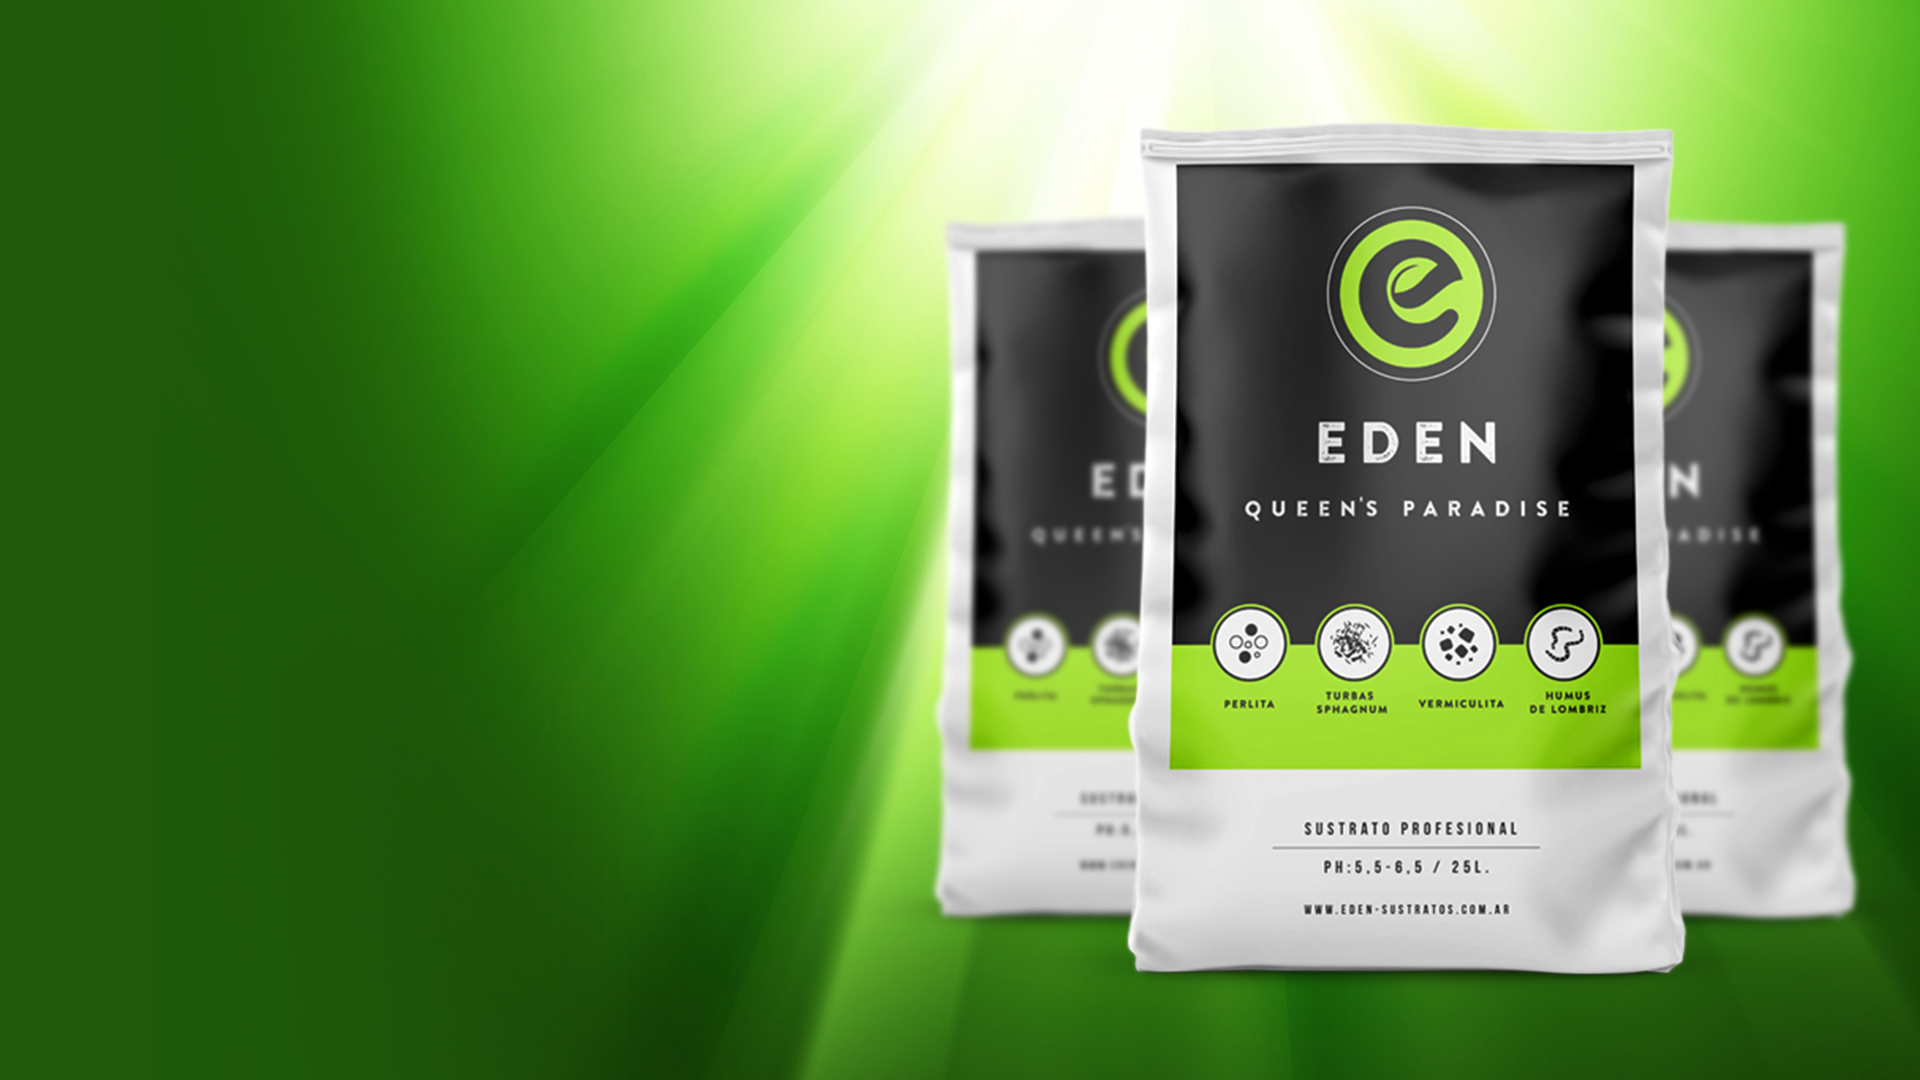 EDEN
QUEEN'S PARADISE
PERLITA
TURBAS
SPHAGNUM
VERMICULITA
HUMUS
DE LOMBRIZ
SUSTRATO PROFESIONAL
PH:5,5-6,5 / 25L.
WWW.EDEN-SUSTRATOS.COM.AR